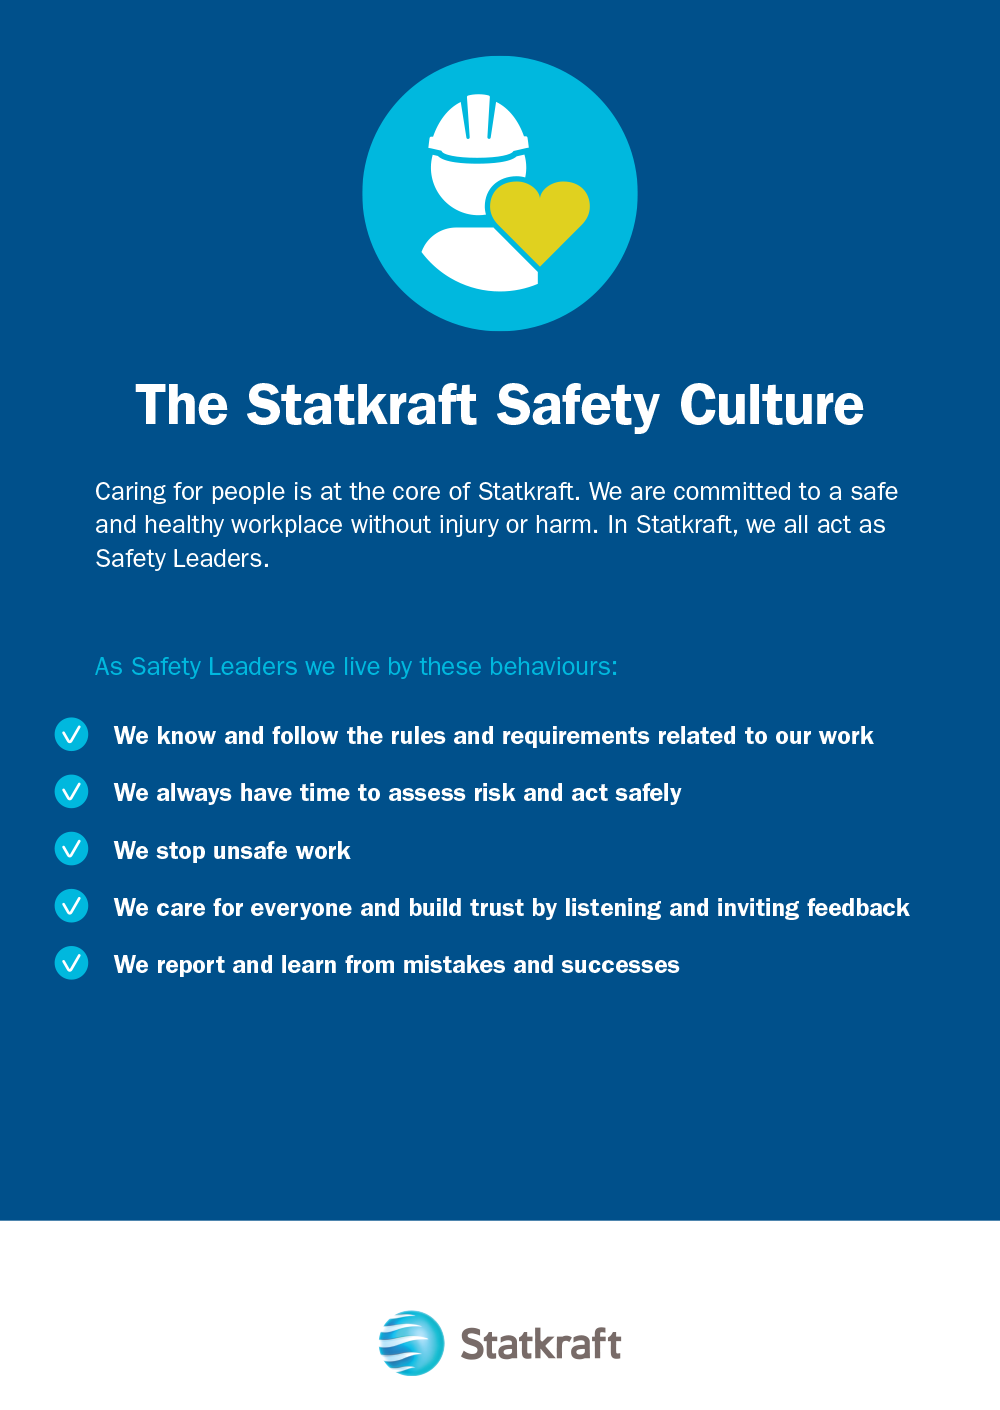 The Statkraft Safety Culture
Caring for people is at the core of Statkraft. We are committed to a safe
and healthy workplace without injury or harm. In Statkraft, we all act as
Safety Leaders.
As Safety Leaders we live by these behaviours:
We know and follow the rules and requirements related to our work
We always have time to assess risk and act safely
We stop unsafe work
We care for everyone and build trust by listening and inviting feedback
We report and learn from mistakes and successes
Statkraft